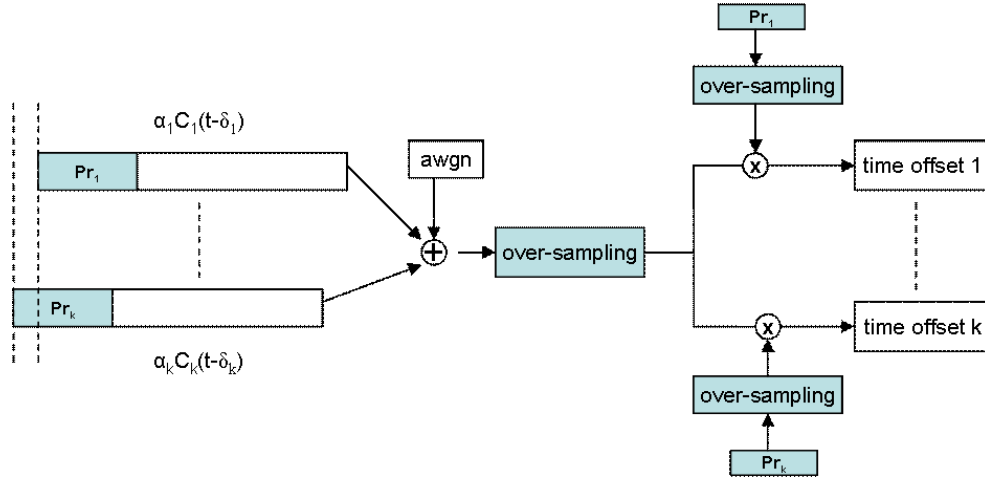 Pr₁
over-sampling
α₁C₁(t-δ₁)
Pr₁
awgn
x
time offset 1
+
over-sampling
Prₖ
x
time offset k
αₖCₖ(t-δₖ)
over-sampling
Prₖ